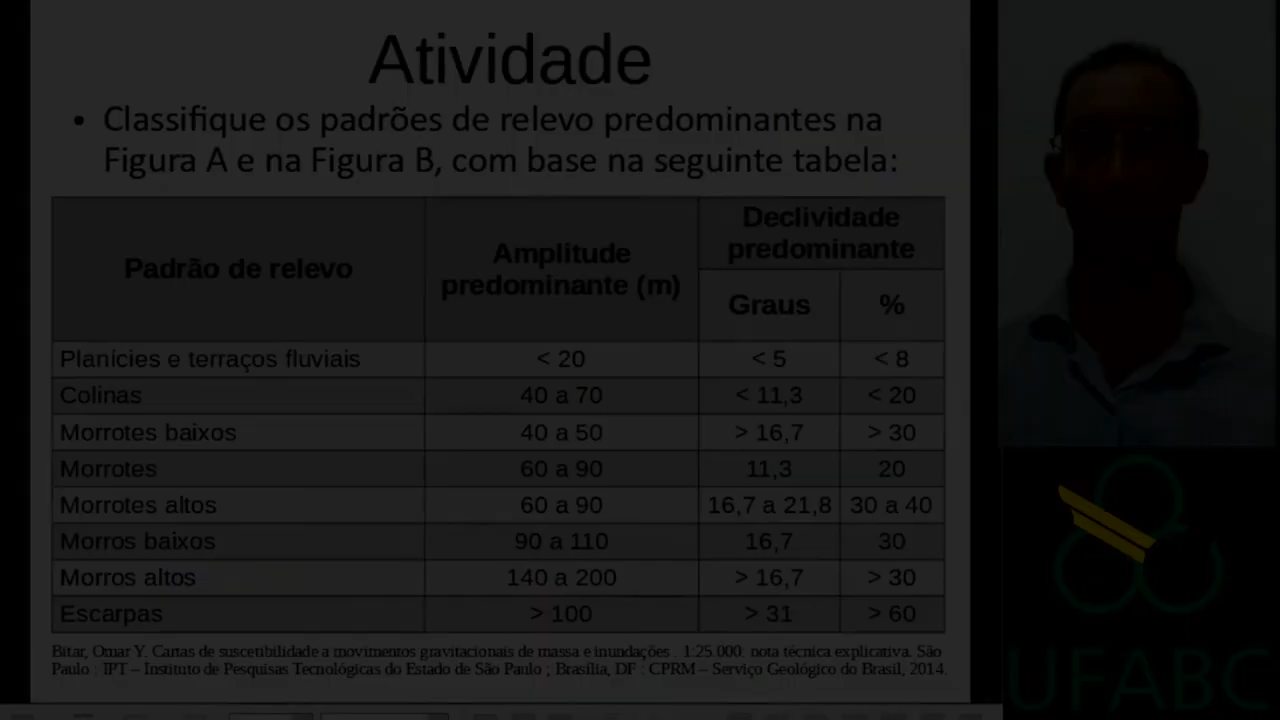 Atividade
• Classifique os padrões de relevo predominantes na
Figura A e na Figura B, com base na seguinte tabela:
Padrão de relevo
Amplitude
predominante (m)
Declividade
predominante
Graus %
Planícies e terraços fluviais < 20 < 5 < 8
Colinas 40 a 70 < 11,3 < 20
Morrotes baixos 40 a 50 > 16,7 > 30
Morrotes 60 a 90 11,3 20
Morrotes altos 60 a 90 16,7 a 21,8 30 a 40
Morros baixos 90 a 110 16,7 30
Morros altos 140 a 200 > 16,7 > 30
Escarpas > 100 > 31 > 60
Bitar, Omar Y. Cartas de suscetibilidade a movimentos gravitacionais de massa e inundações . 1:25.000: nota técnica explicativa. São
Paulo : IPT – Instituto de Pesquisas Tecnológicas do Estado de São Paulo ; Brasília, DF : CPRM – Serviço Geológico do Brasil, 2014.
UFABC